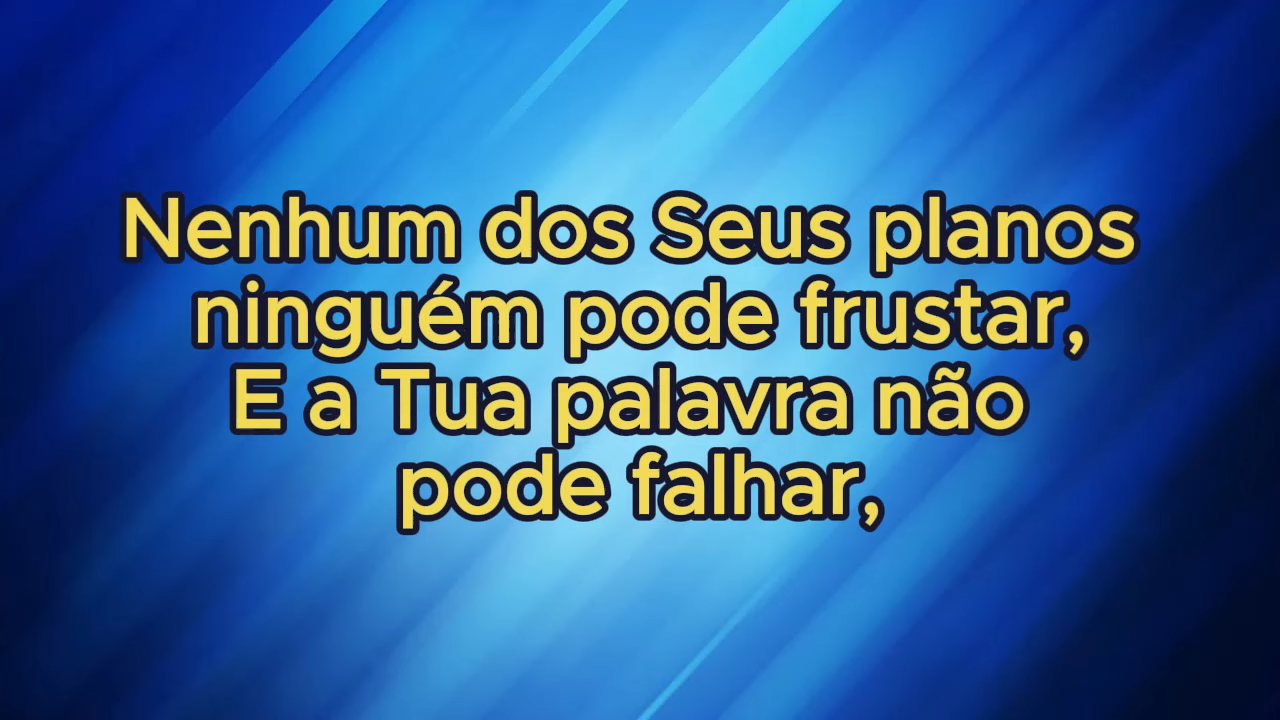 Nenhum dos Seus planos
ninguém pode frustar,
E a Tua palavra não
pode falhar,